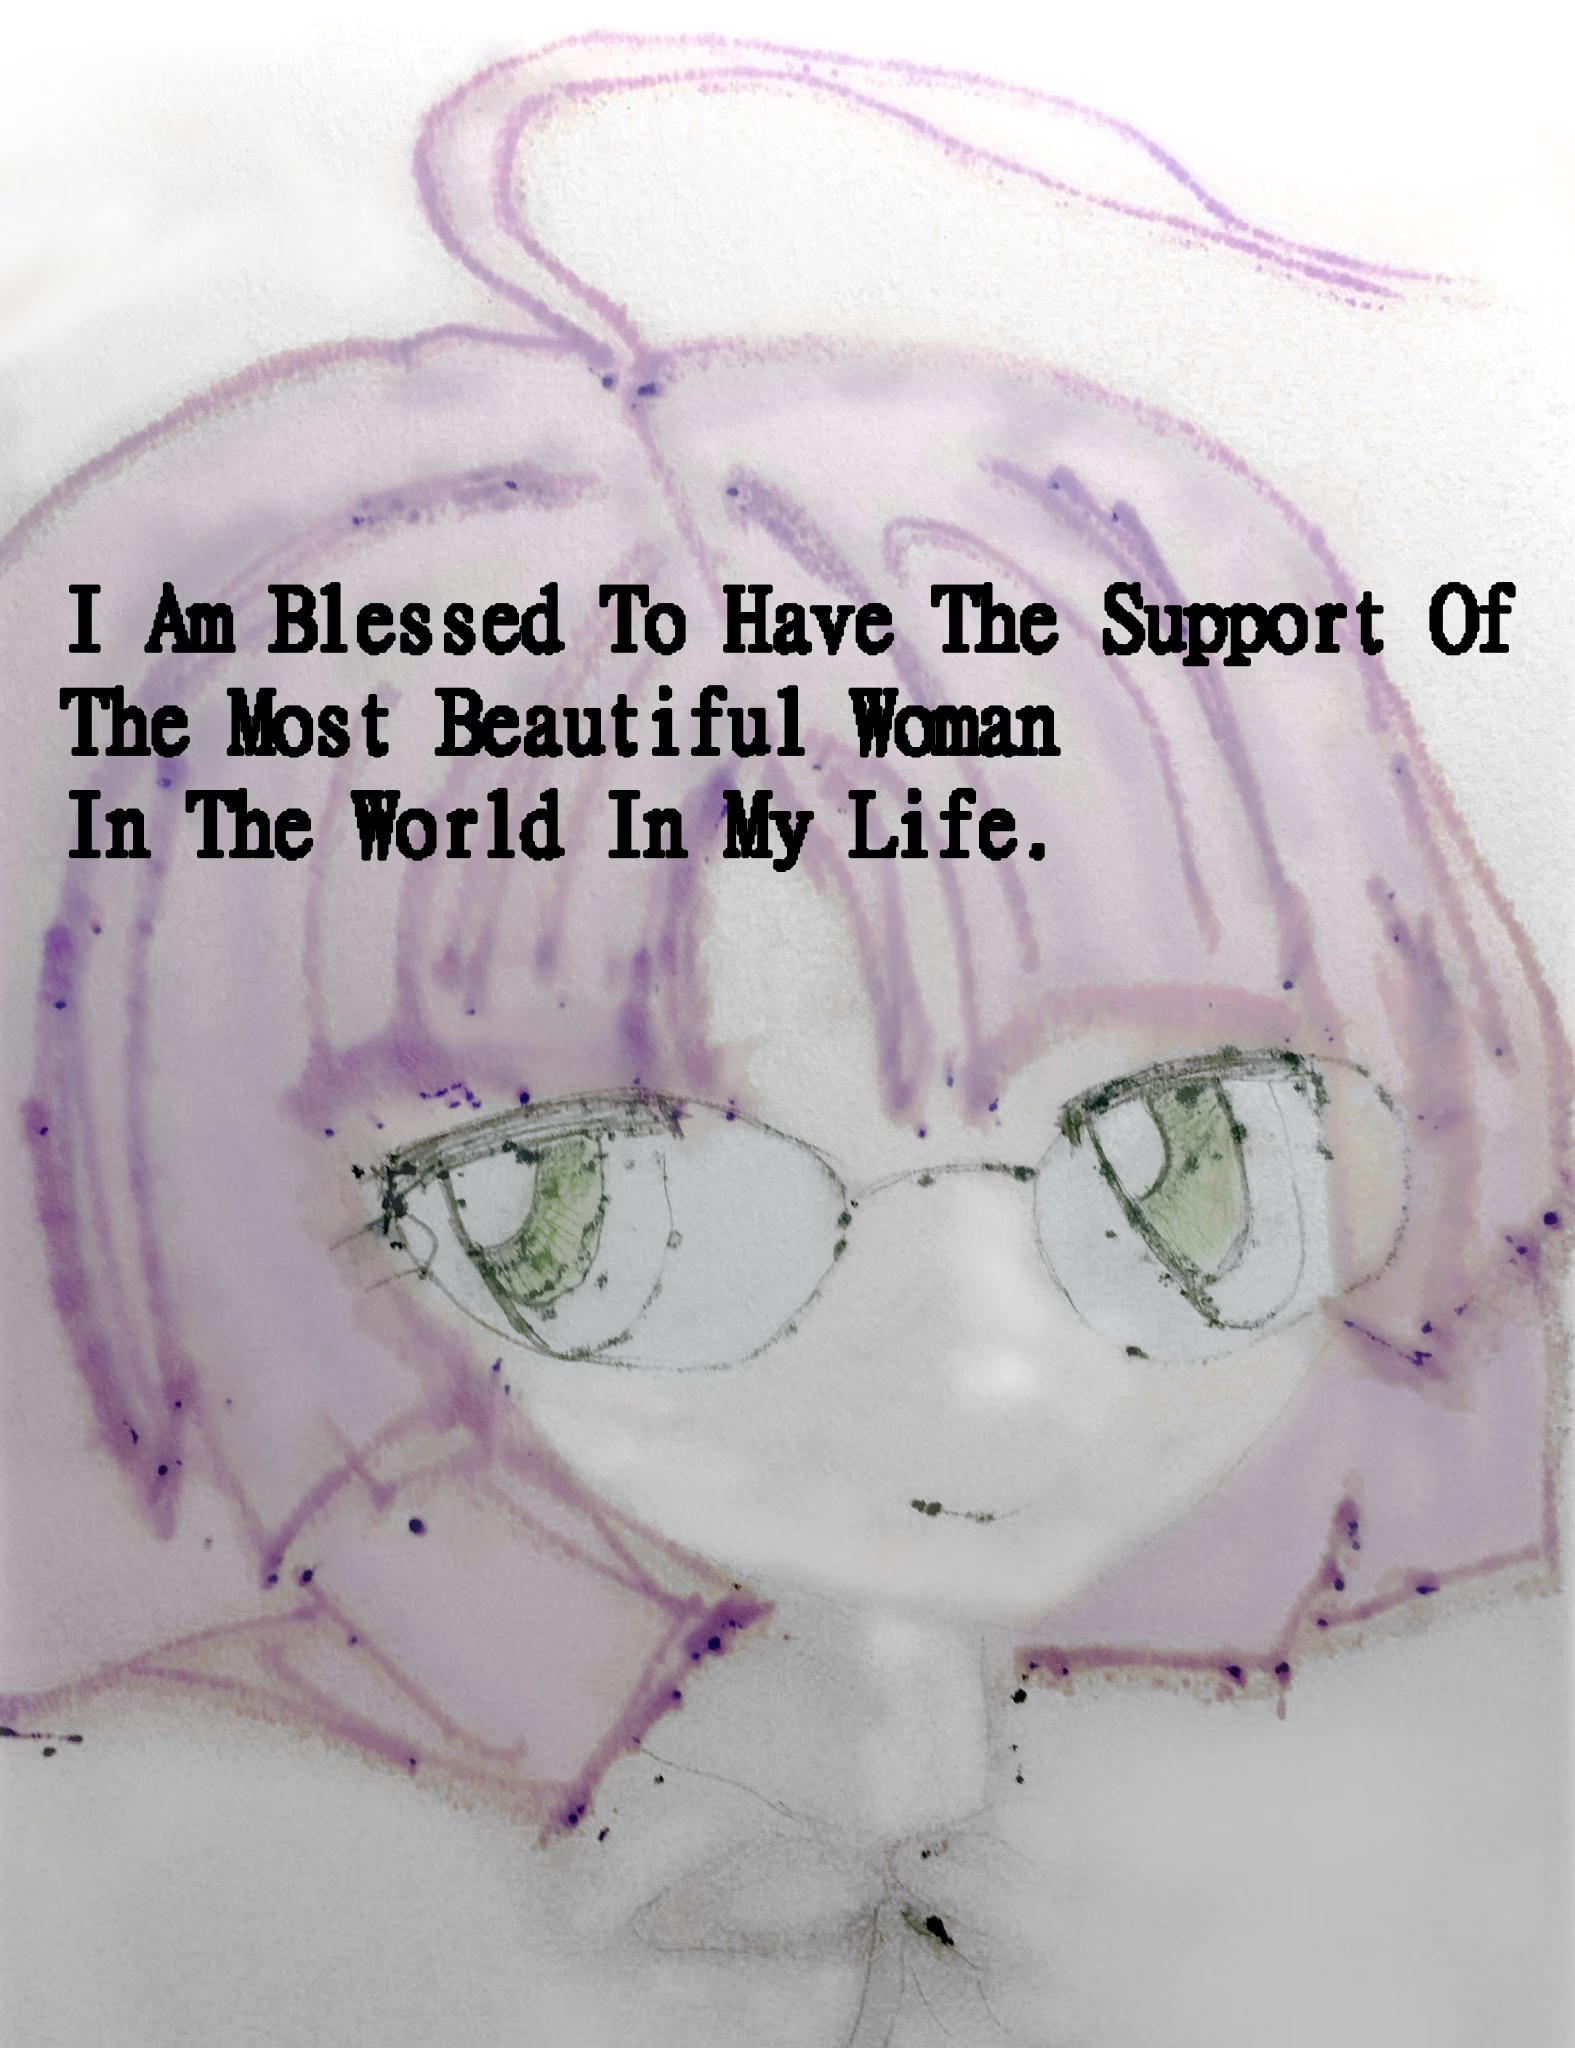 I Am Blessed To Have The Support Of
The Most Beautiful Woman
In The World In My Life.